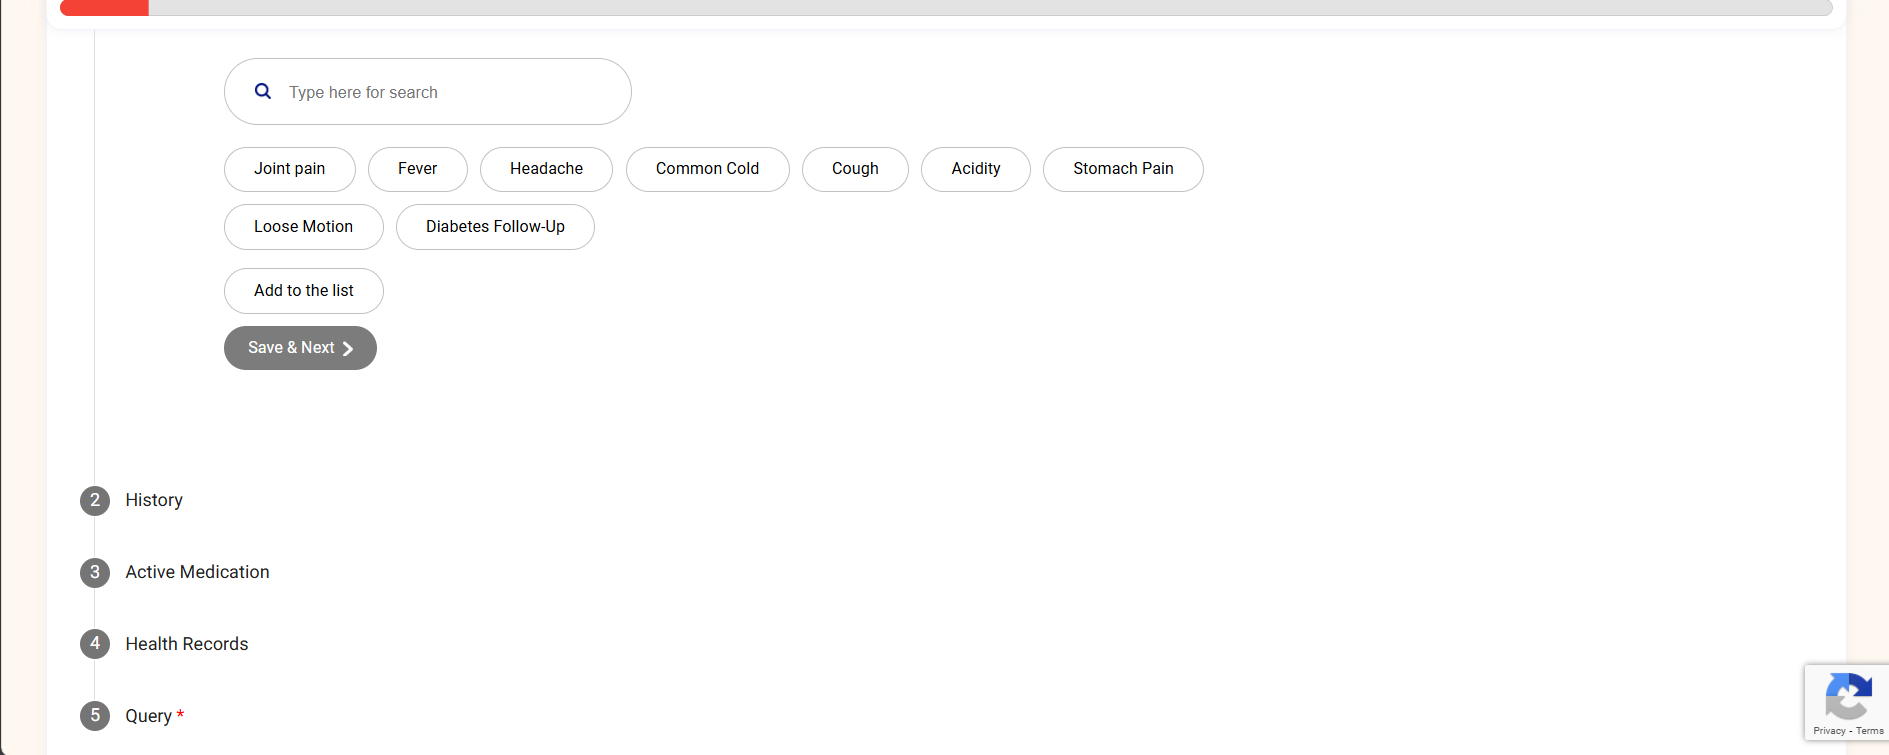 Type here for search
Joint pain Fever Headache Common Cold Cough Acidity Stomach Pain
Loose Motion Diabetes Follow-Up
Add to the list
Save & Next
2 History
3 Active Medication
4 Health Records
5 Query *
Privacy - Terms